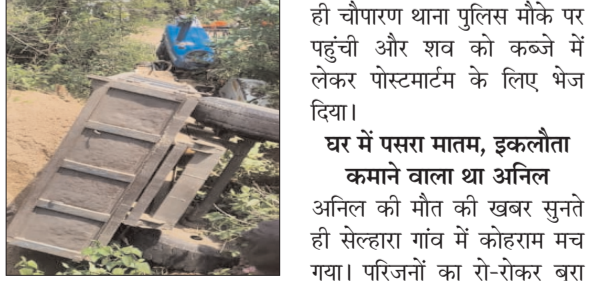 ही चौपारण थाना पुलिस मौके पर
पहुंची और शव को कब्जे में
लेकर पोस्टमार्टम के लिए भेज
दिया।
घर में पसरा मातम, इकलौता
कमाने वाला था अनिल
अनिल की मौत की खबर सुनते
ही सेल्हारा गांव में कोहराम मच
गया। परिजनों का रो-रोकर बुरा